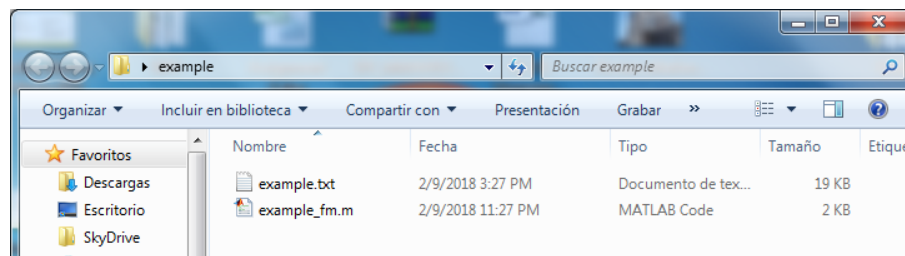 example
Buscar example
Organizar Incluir en biblioteca Compartir con Presentación Grabar »
Favoritos
Descargas
Escritorio
SkyDrive
Nombre Fecha Tipo Tamaño Etique
example.txt 2/9/2018 3:27 PM Documento de tex... 19 KB
example_fm.m 2/9/2018 11:27 PM MATLAB Code 2 KB